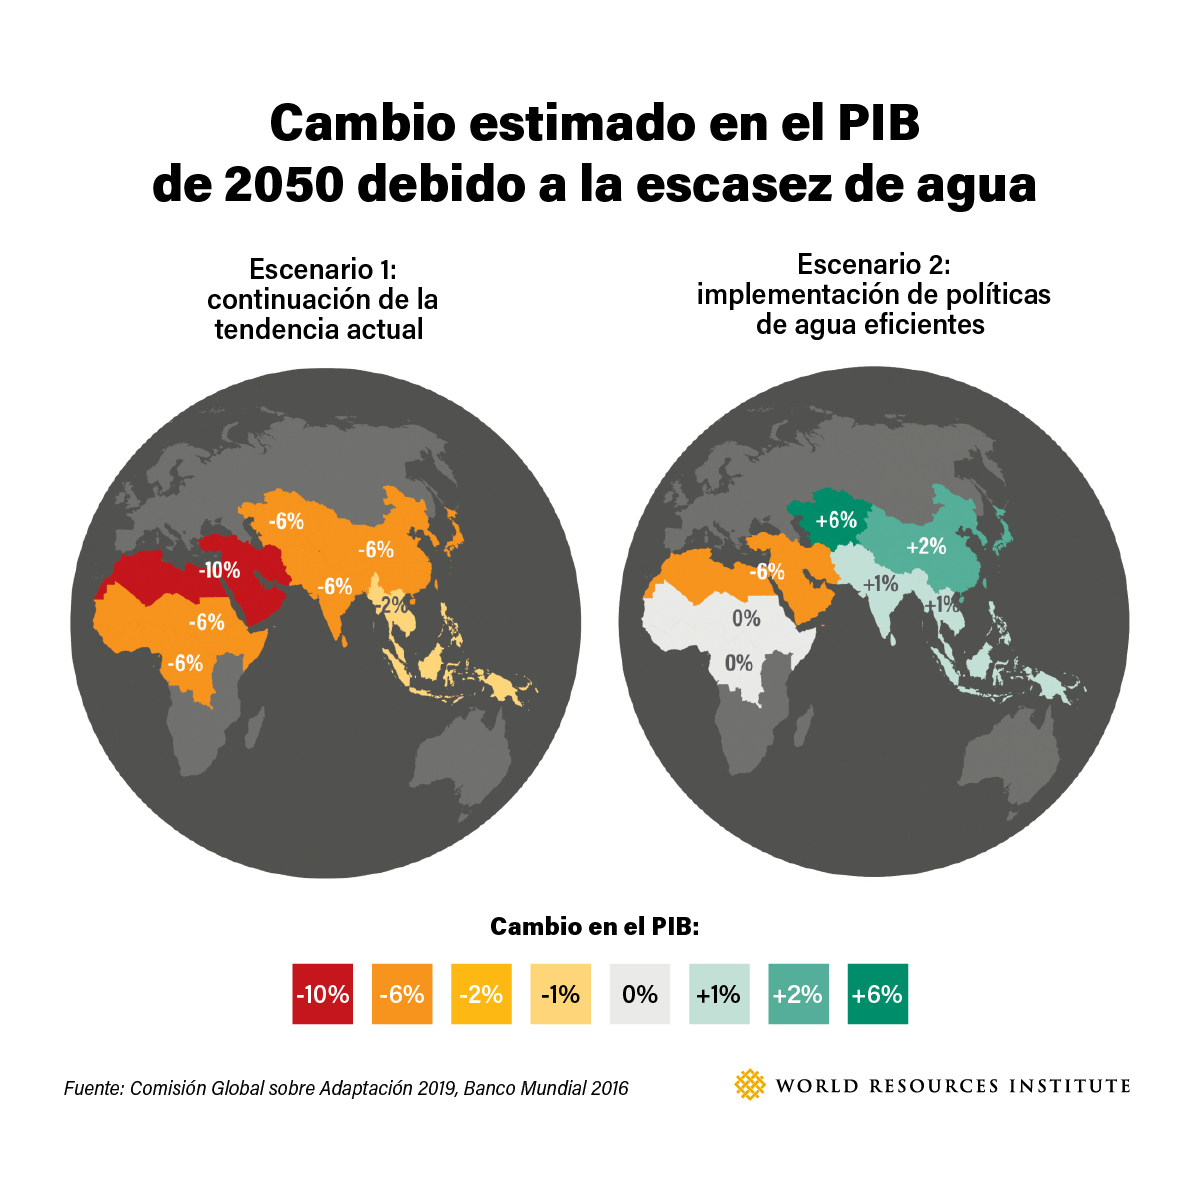 Cambio estimado en el PIB
de 2050 debido a la escasez de agua
Escenario 1:
continuación de la
tendencia actual
-6%
-6%
-10%
-6%
-2%
-6%
-6%
Escenario 2:
implementación de políticas
de agua eficientes
+6%
+2%
-6%
+1%
+1%
0%
0%
Cambio en el PIB:
-10% -6% -2% -1% 0% +1% +2% +6%
Fuente: Comisión Global sobre Adaptación 2019, Banco Mundial 2016
WORLD RESOURCES INSTITUTE